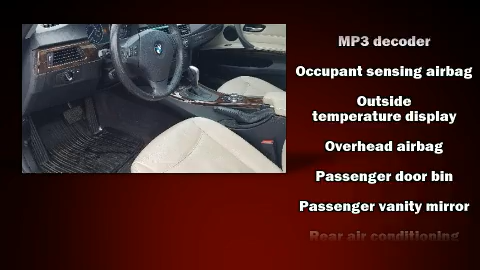 MP3 decoder
Occupant sensing airbag
Outside
temperature display
Overhead airbag
Passenger door bin
Passenger vanity mirror
Rear air conditioning